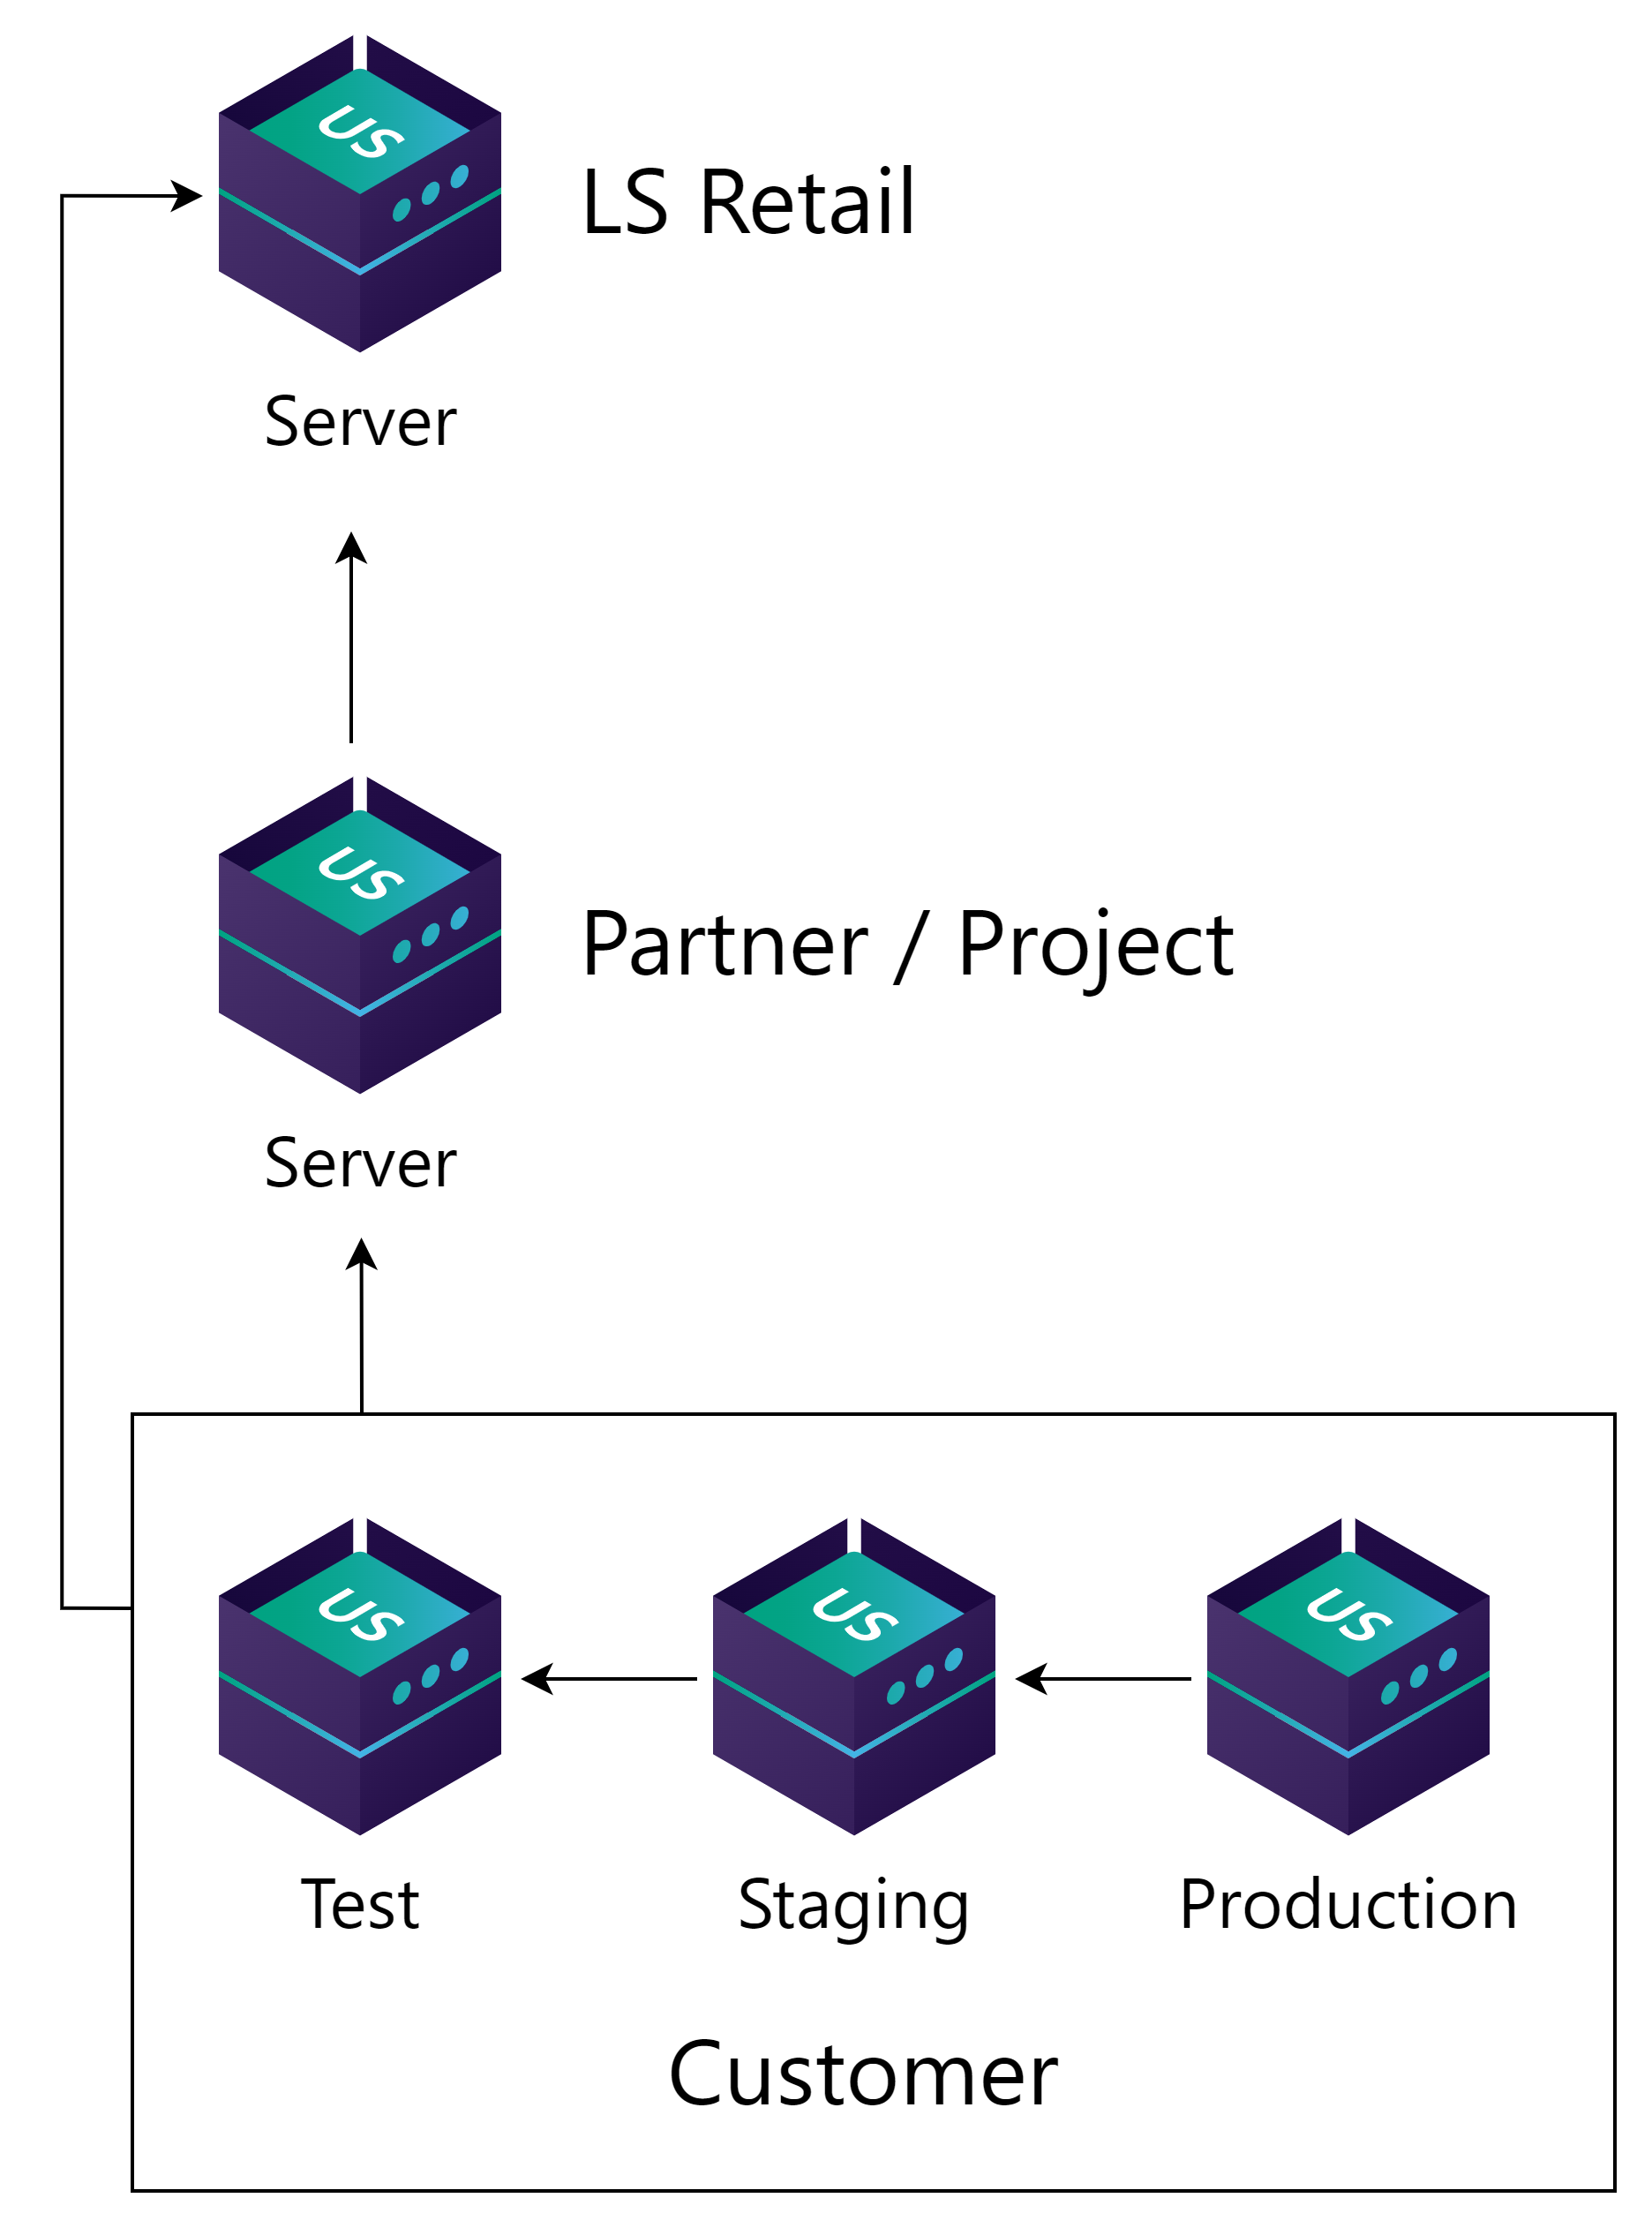 US
LS Retail
Server
US
Partner / Project
Server
US
US
US
Test
Staging
Production
Customer